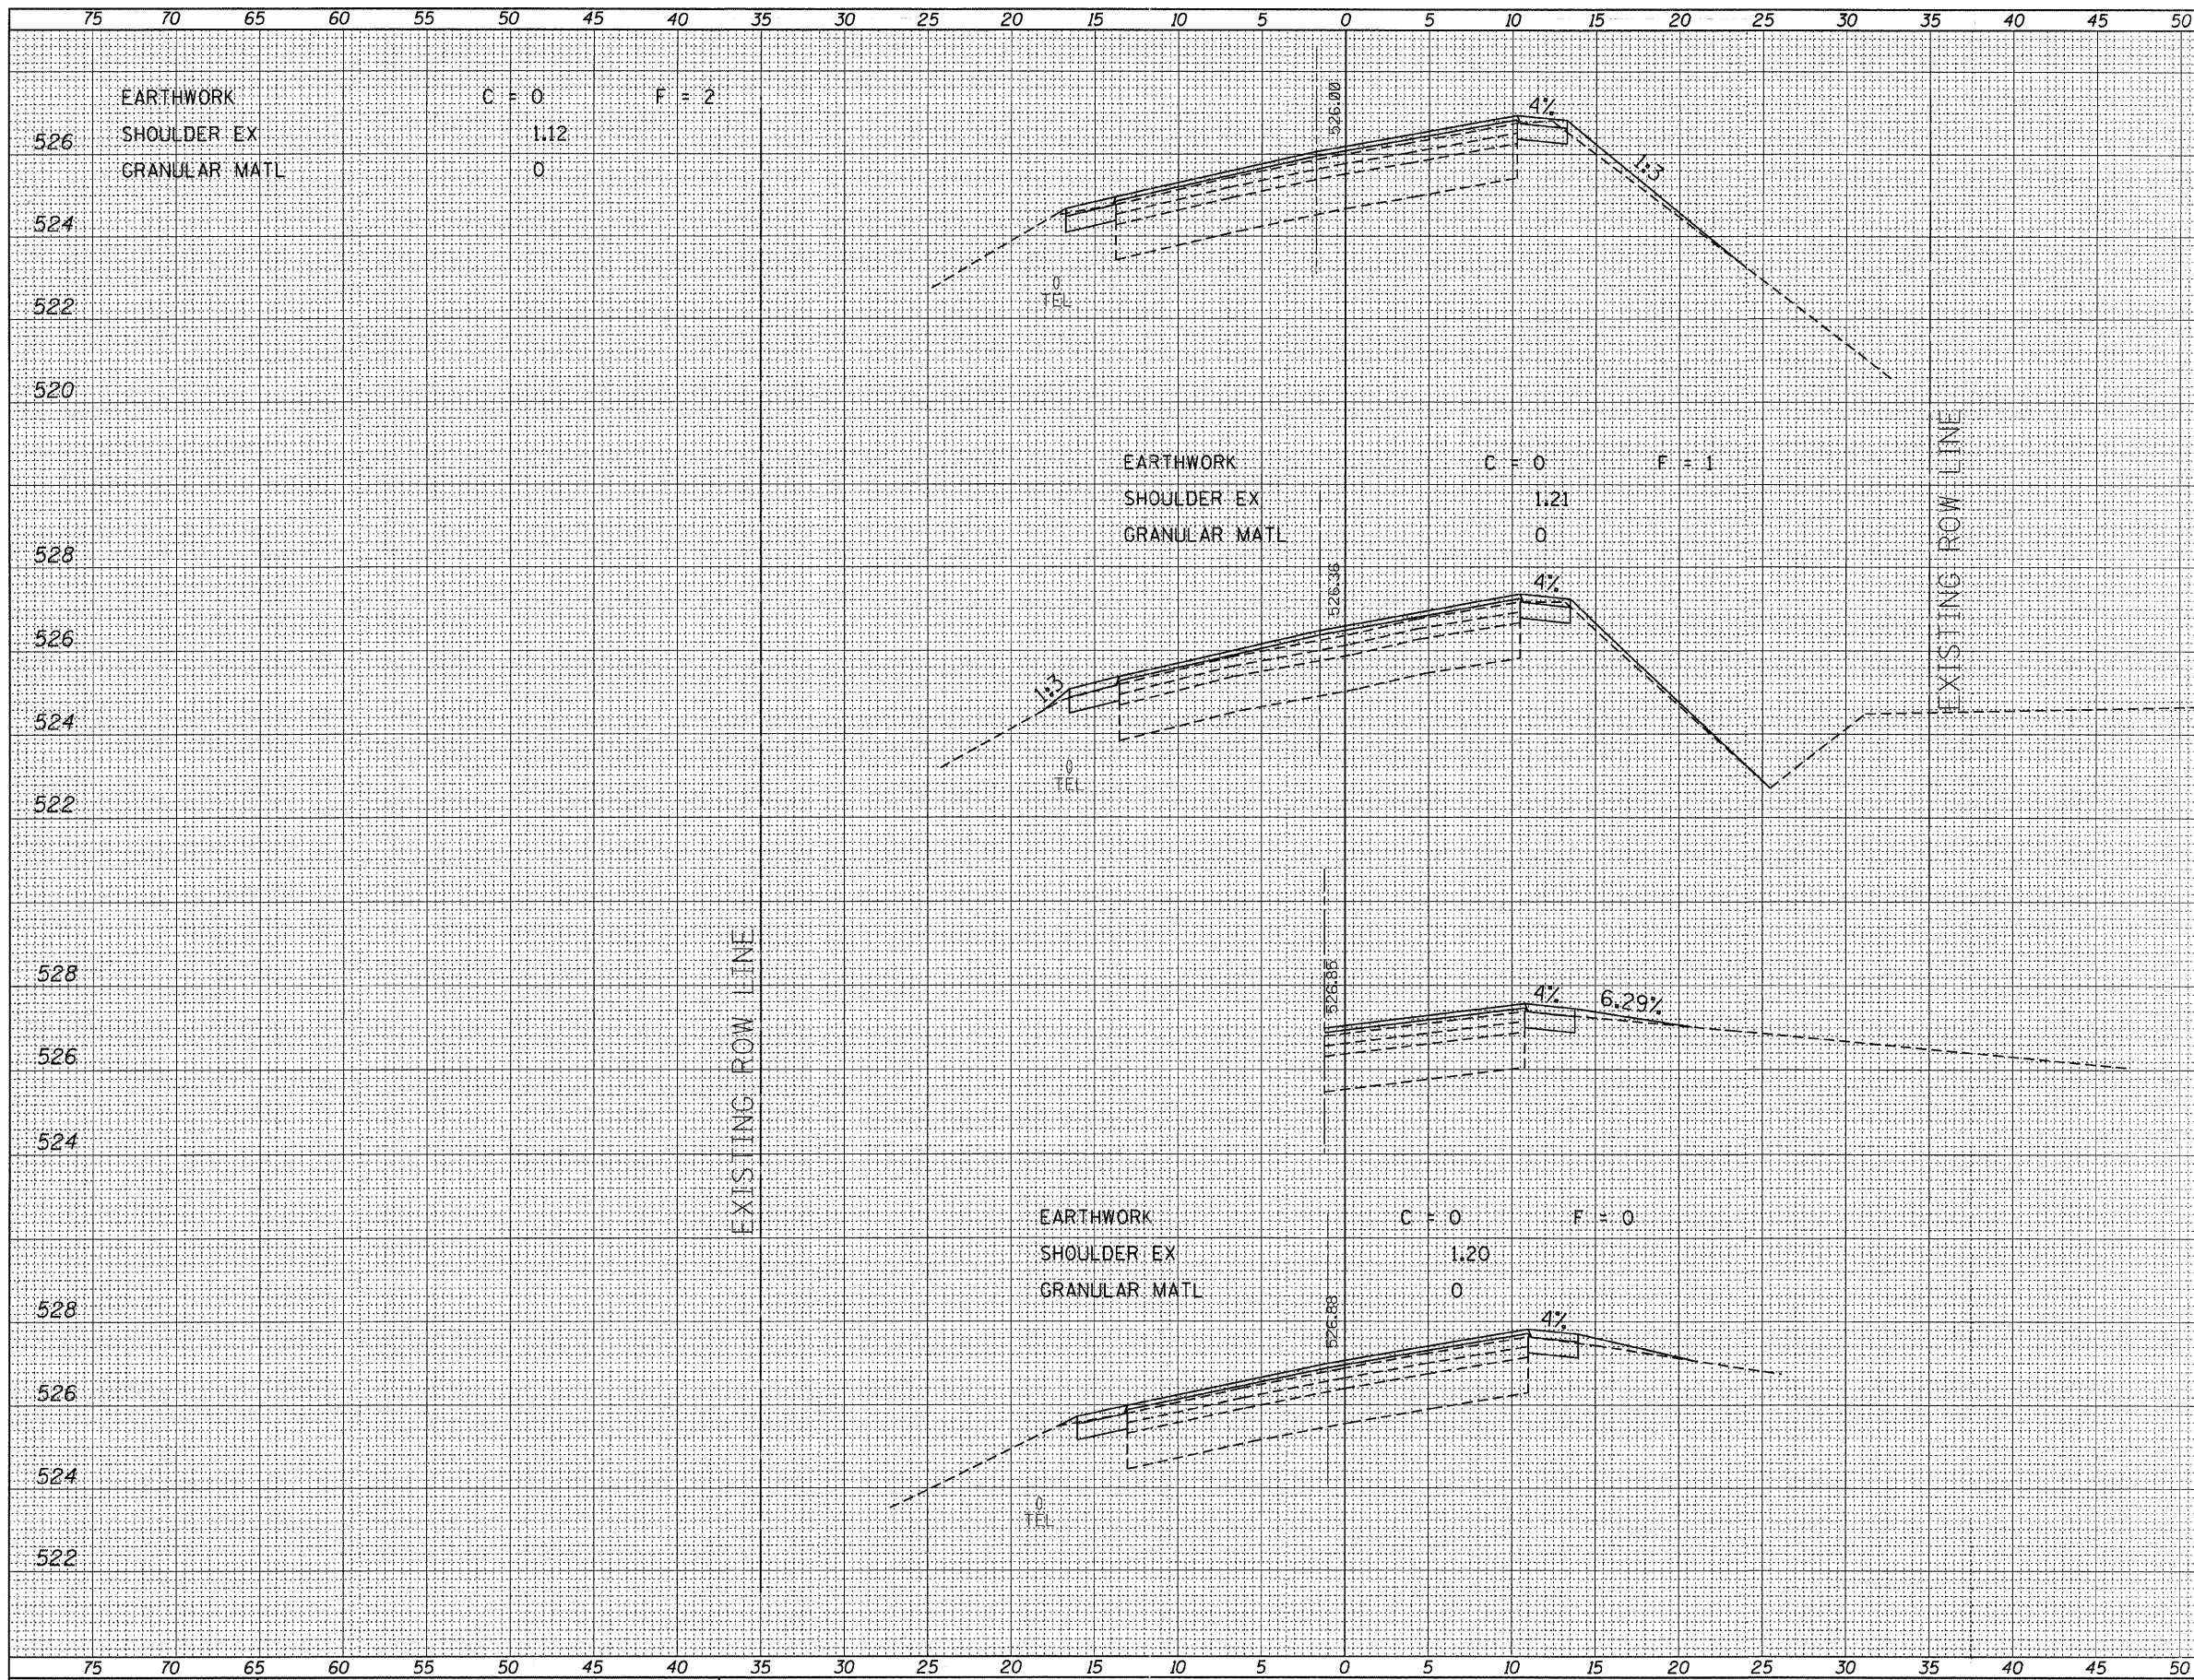 75 70 65 60 55 50 45 40 35 30 25 20 15 10 5 0 5 10 15 20 25 30 35 40 45 50
EARTHWORK C = 0 F = 2
SHOULDER EX 1.12
GRANULAR MATL 0
526
524
522
520
526.00
4%
1:3
0
TEL
EARTHWORK C = 0 F = 1
SHOULDER EX 1.21
GRANULAR MATL 0
EXISTING ROW LINE
528
526
524
522
526.36
4%
1:3
0
TEL
EXISTING ROW LINE
528
526
524
526.85
4%
6.29%
EARTHWORK C = 0 F = 0
SHOULDER EX 1.20
GRANULAR MATL 0
528
526
524
522
526.88
4%
0
TEL
75 70 65 60 55 50 45 40 35 30 25 20 15 10 5 0 5 10 15 20 25 30 35 40 45 50